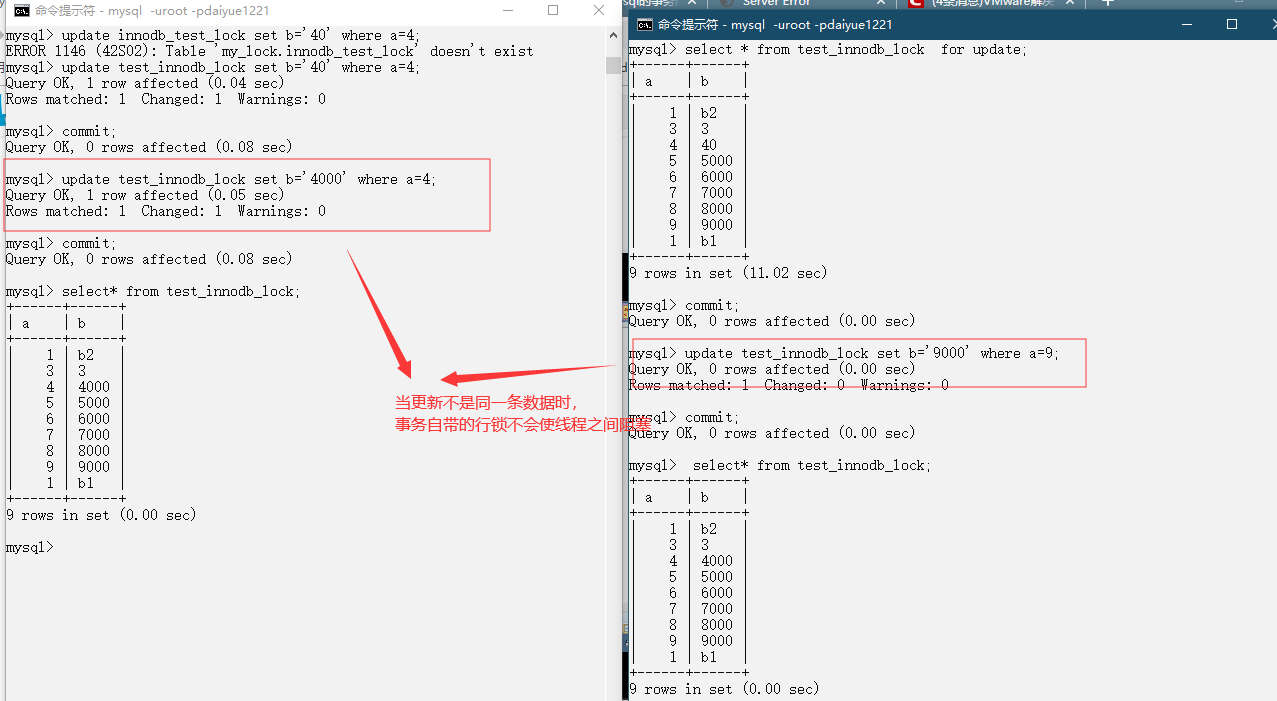 命令提示符 - mysql  -uroot -pdaiyue1221
mysql> update innodb_test_lock set b='40' where a=4;
ERROR 1146 (42S02): Table 'my_lock.innodb_test_lock' doesn't exist
mysql> update test_innodb_lock set b='40' where a=4;
Query OK, 1 row affected (0.04 sec)
Rows matched: 1  Changed: 1  Warnings: 0
mysql> commit;
Query OK, 0 rows affected (0.08 sec)
mysql> update test_innodb_lock set b='4000' where a=4;
Query OK, 1 row affected (0.05 sec)
Rows matched: 1  Changed: 1  Warnings: 0
mysql> commit;
Query OK, 0 rows affected (0.08 sec)
mysql> select* from test_innodb_lock;
+------+------+
| a    | b    |
+------+------+
|    1 | b2   |
|    3 | 3    |
|    4 | 4000 |
|    5 | 5000 |
|    6 | 6000 |
|    7 | 7000 |
|    8 | 8000 |
|    9 | 9000 |
|    1 | b1   |
+------+------+
9 rows in set (0.00 sec)
mysql>
当更新不是同一条数据时，
事务自带的行锁不会使线程之间阻塞
sql的事务
Server Error
命令提示符 - mysql  -uroot -pdaiyue1221
mysql> select * from test_innodb_lock  for update;
+------+------+
| a    | b    |
+------+------+
|    1 | b2   |
|    3 | 3    |
|    4 | 40   |
|    5 | 5000 |
|    6 | 6000 |
|    7 | 7000 |
|    8 | 8000 |
|    9 | 9000 |
|    1 | b1   |
+------+------+
9 rows in set (11.02 sec)
mysql> commit;
Query OK, 0 rows affected (0.00 sec)
mysql> update test_innodb_lock set b='9000' where a=9;
Query OK, 0 rows affected (0.00 sec)
Rows matched: 1  Changed: 0  Warnings: 0
mysql> commit;
Query OK, 0 rows affected (0.00 sec)
mysql>  select* from test_innodb_lock;
+------+------+
| a    | b    |
+------+------+
|    1 | b2   |
|    3 | 3    |
|    4 | 4000 |
|    5 | 5000 |
|    6 | 6000 |
|    7 | 7000 |
|    8 | 8000 |
|    9 | 9000 |
|    1 | b1   |
+------+------+
9 rows in set (0.00 sec)